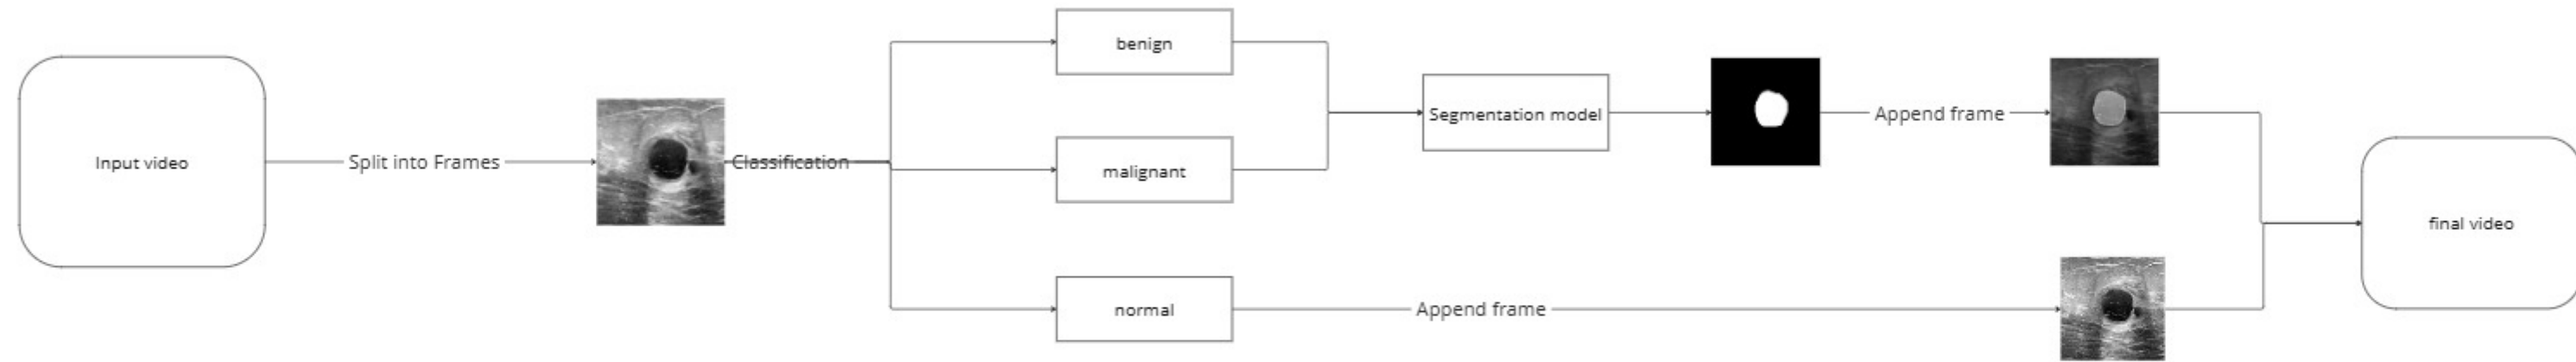 Input video
Split into Frames
Classification
benign
malignant
normal
Segmentation model
Append frame
Append frame
final video